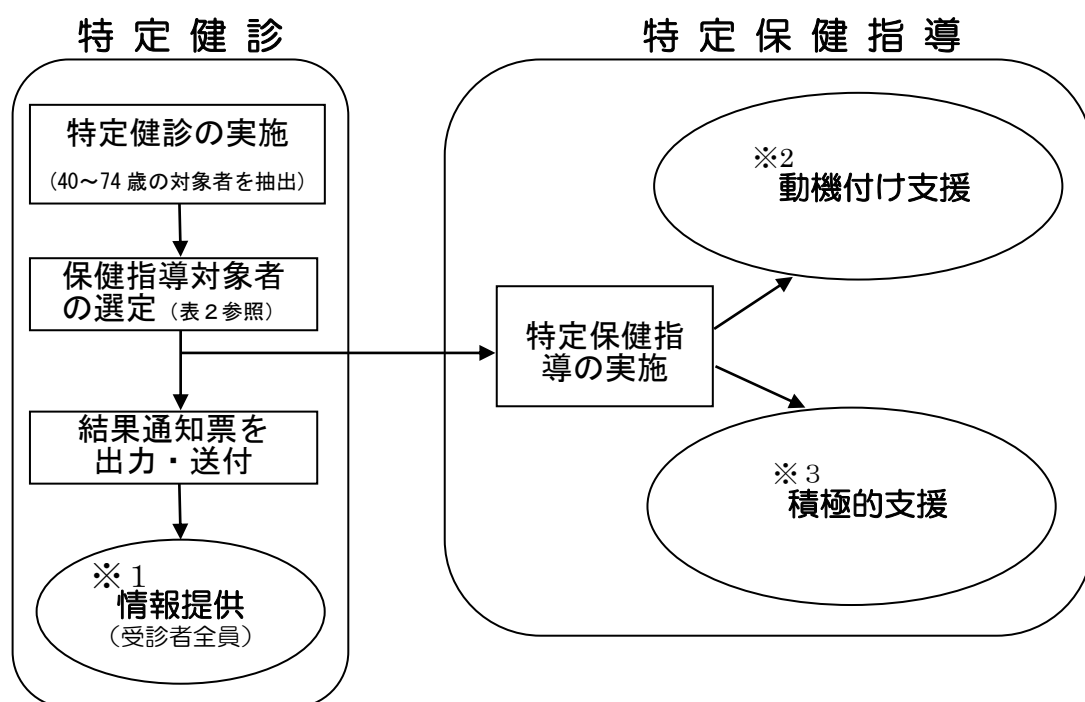 特定健診
特定健診の実施
（40～74歳の対象者を抽出）
保健指導対象者
の選定（表２参照）
結果通知票を
出力・送付
※１
情報提供
（受診者全員）
特定保健指導
特定保健指
導の実施
※2
動機付け支援
※３
積極的支援